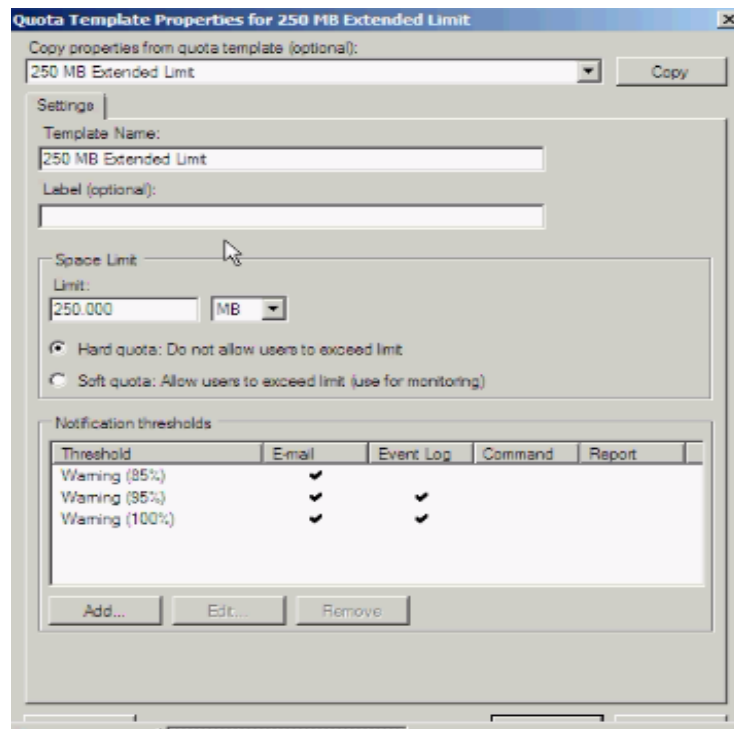 Quota Template Properties for 250 MB Extended Limit
Copy properties from quota template (optional):
250 MB Extended Limit
Copy
Settings
Template Name:
250 MB Extended Limit
Label (optional):
Space Limit
Limit:
250.000
MB
Hard quota: Do not allow users to exceed limit
Soft quota: Allow users to exceed limit (use for monitoring)
Notification thresholds
Threshold E-mail Event Log Command Report
Warning (85%)
Warning (95%)
Warning (100%)
Add... Edit... Remove